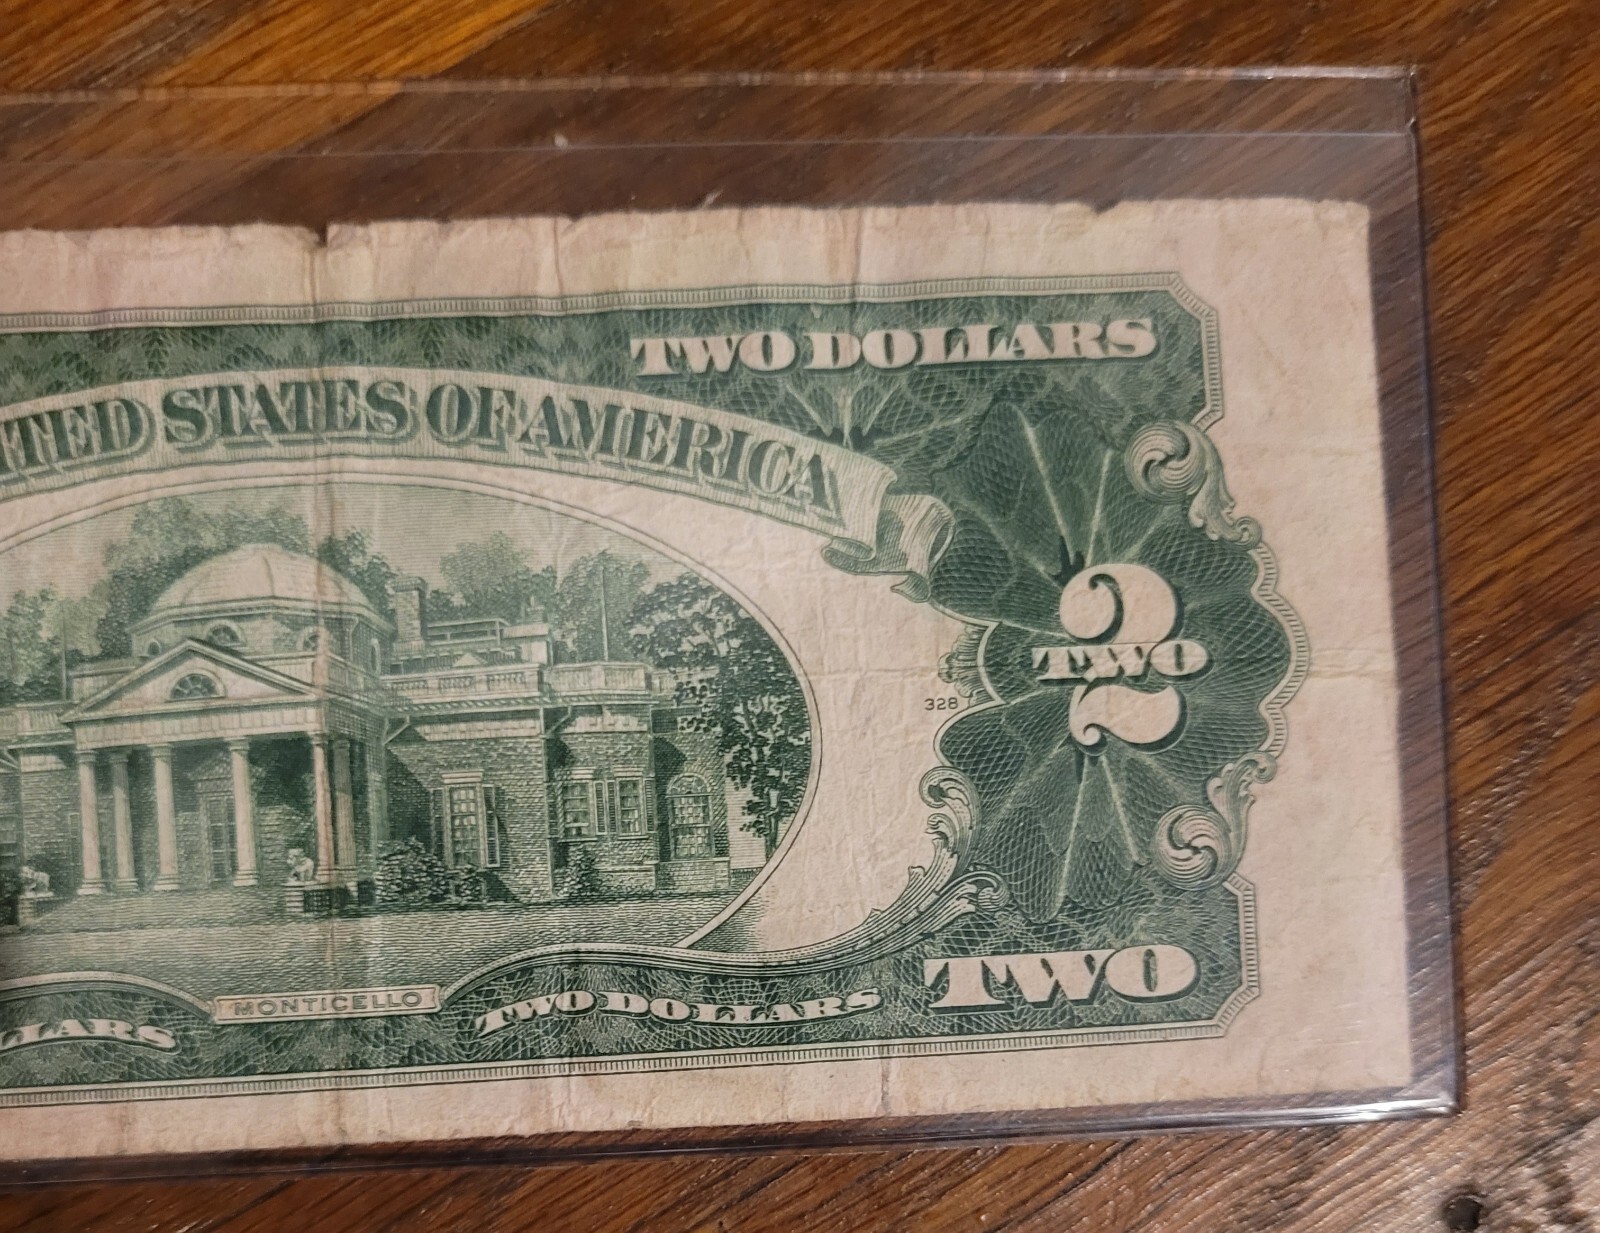 TWO DOLLARS
TED STATES OF AMERICA
2
TWO
328
MONTICELLO
LLARS
TWO DOLLARS
TWO